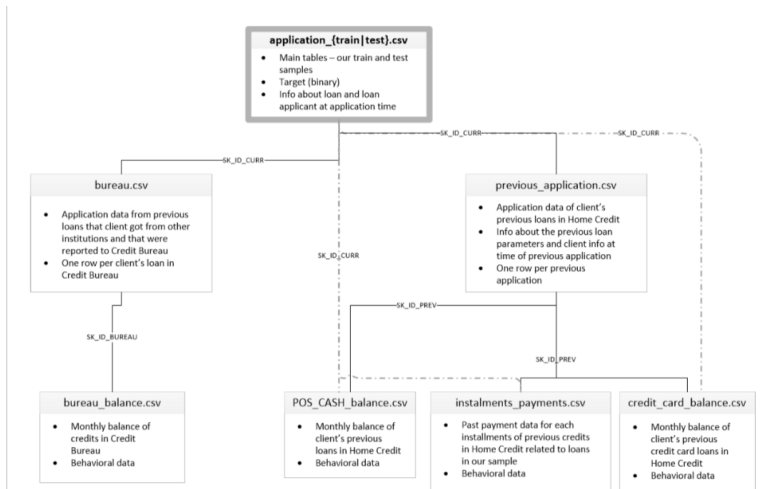 application_{train|test}.csv
• Main tables – our train and test
samples
• Target (binary)
• Info about loan and loan
applicant at application time
SK_ID_CURR
SK_ID_CURR
SK_ID_CURR
bureau.csv
• Application data from previous
loans that client got from other
institutions and that were
reported to Credit Bureau
• One row per client's loan in
Credit Bureau
previous_application.csv
• Application data of client's
previous loans in Home Credit
• Info about the previous loan
parameters and client info at
time of previous application
• One row per previous
application
SK_ID_CURR
SK_ID_PREV
SK_ID_BUREAU
SK_ID_PREV
bureau_balance.csv
• Monthly balance of
credits in Credit
Bureau
• Behavioral data
POS_CASH_balance.csv
• Monthly balance of
client's previous
loans in Home Credit
• Behavioral data
instalments_payments.csv
• Past payment data for each
installments of previous credits
in Home Credit related to loans
in our sample
• Behavioral data
credit_card_balance.csv
• Monthly balance of
client's previous
credit card loans in
Home Credit
• Behavioral data